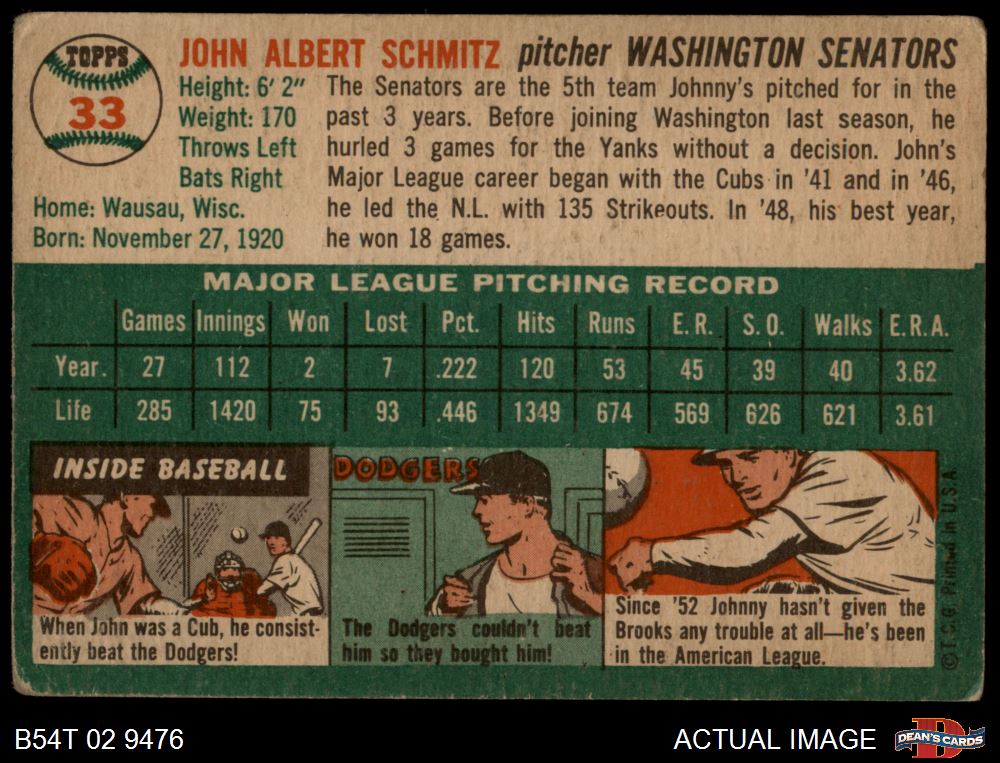 TOPPS
33
JOHN ALBERT SCHMITZ pitcher WASHINGTON SENATORS
Height: 6' 2"
Weight: 170
Throws Left
Bats Right
Home: Wausau, Wisc.
Born: November 27, 1920
The Senators are the 5th team Johnny's pitched for in the
past 3 years. Before joining Washington last season, he
hurled 3 games for the Yanks without a decision. John's
Major League career began with the Cubs in '41 and in '46,
he led the N.L. with 135 Strikeouts. In '48, his best year,
he won 18 games.
MAJOR LEAGUE PITCHING RECORD
Games Innings Won Lost Pct. Hits Runs E.R. S.O. Walks E.R.A.
Year. 27 112 2 7 .222 120 53 45 39 40 3.62
Life 285 1420 75 93 .446 1349 674 569 626 621 3.61
INSIDE BASEBALL
When John was a Cub, he consist-
ently beat the Dodgers!
DODGERS
The Dodgers couldn't beat
him so they bought him!
Since '52 Johnny hasn't given the
Brooks any trouble at all—he's been
in the American League.
© T.C.G. Printed in U.S.A.
B54T 02 9476
ACTUAL IMAGE
D
DEAN'S CARDS